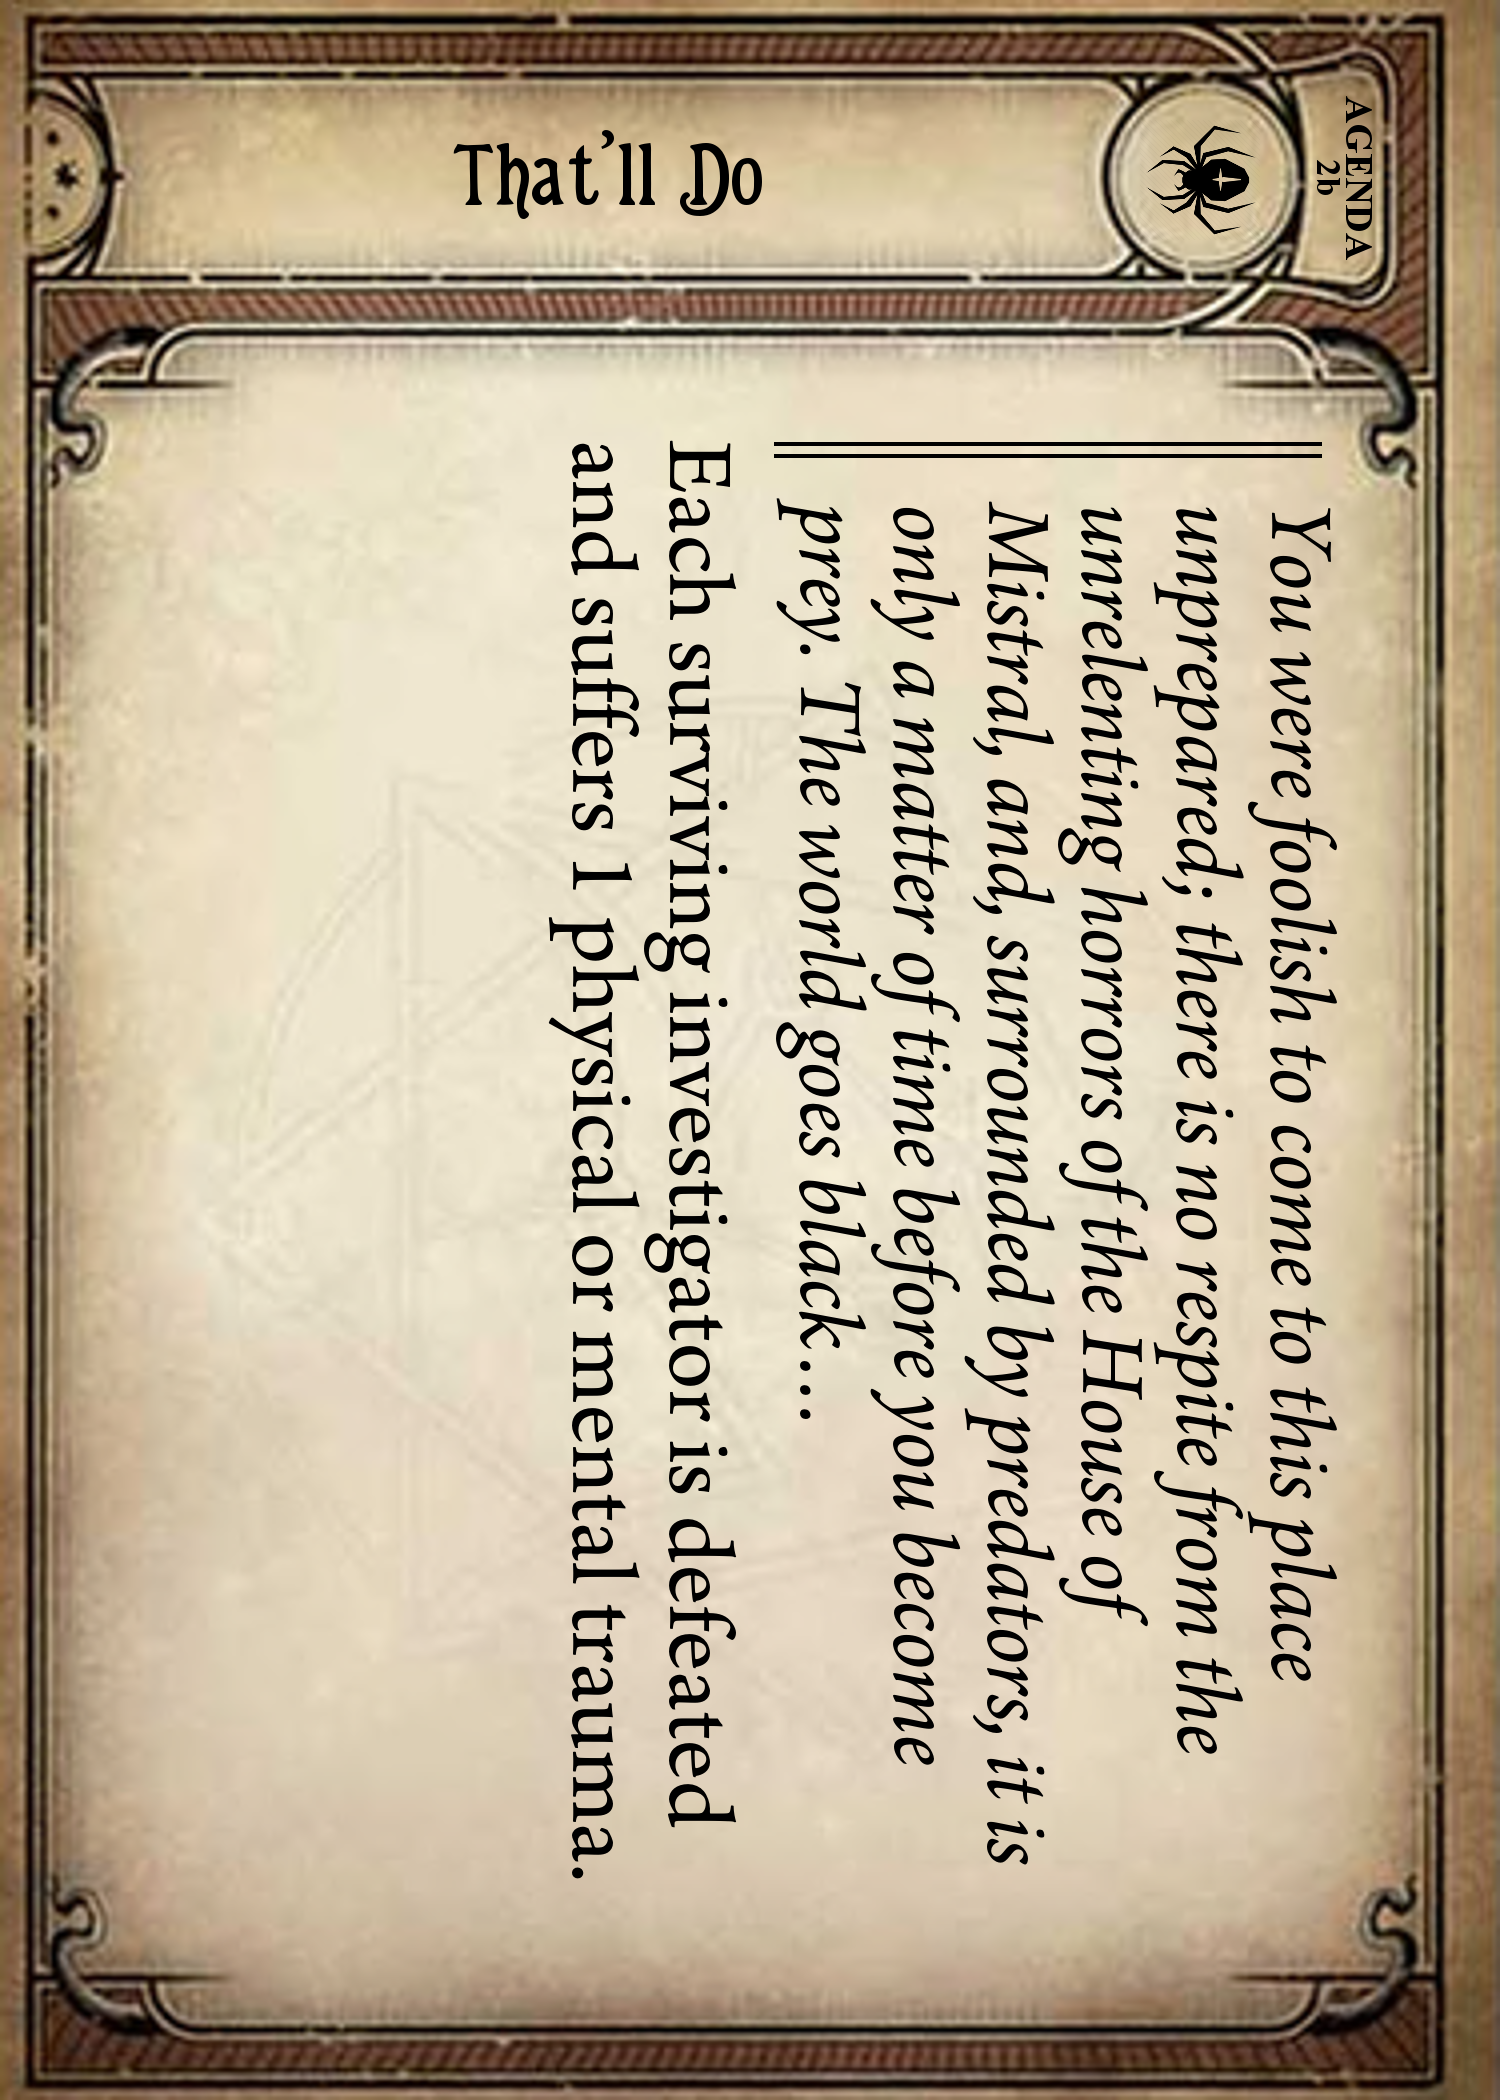 AGENDA
2b
That'll Do
You were foolish to come to this place
unprepared; there is no respite from the
unrelenting horrors of the House of
Mistral, and, surrounded by predators, it is
only a matter of time before you become
prey. The world goes black...
Each surviving investigator is defeated
and suffers 1 physical or mental trauma.